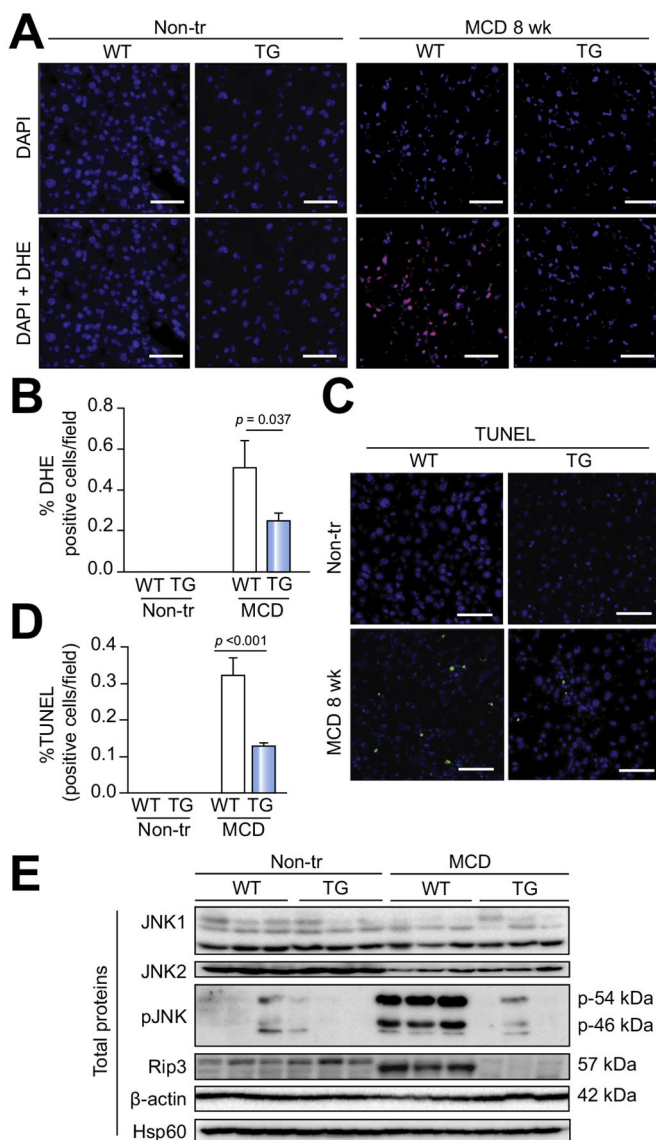 A
Non-tr MCD 8 wk
WT TG WT TG
DAPI
DAPI + DHE
B
0.8
0.6
0.4
0.2
0.0
% DHE
positive cells/field
p = 0.037
WT TG WT TG
Non-tr MCD
C
TUNEL
WT TG
Non-tr
MCD 8 wk
D
0.4
0.3
0.2
0.1
0.0
%TUNEL
(positive cells/field)
p <0.001
WT TG WT TG
Non-tr MCD
E
Non-tr MCD
WT TG WT TG
Total proteins
JNK1
JNK2
pJNK p-54 kDa
p-46 kDa
Rip3 57 kDa
β-actin 42 kDa
Hsp60